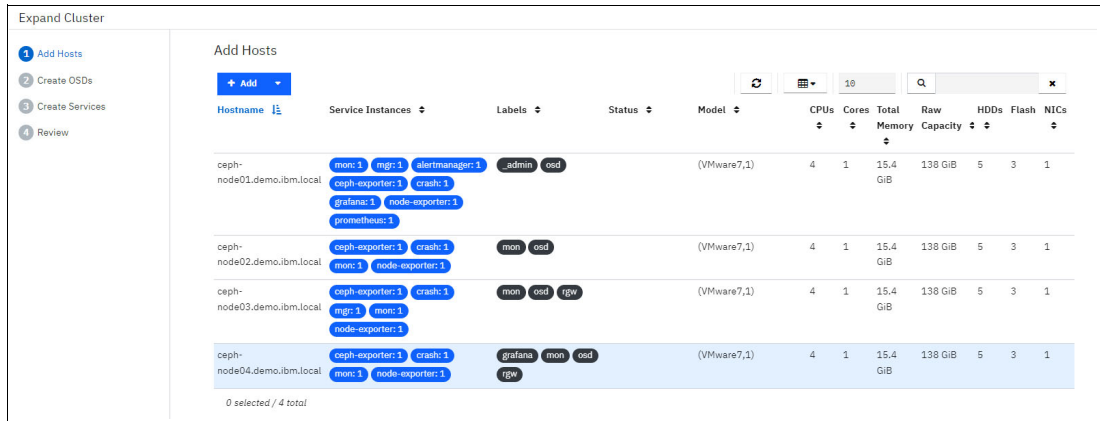 Expand Cluster
1 Add Hosts
2 Create OSDs
3 Create Services
4 Review
Add Hosts
+ Add
10
Hostname Service Instances Labels Status Model CPUs Cores Total Memory Raw Capacity HDDs Flash NICs
ceph-
node01.demo.ibm.local
mon: 1 mgr: 1 alertmanager: 1
ceph-exporter: 1 crash: 1
grafana: 1 node-exporter: 1
prometheus: 1
_admin osd
(VMware7,1) 4 1 15.4 GiB 138 GiB 5 3 1
ceph-
node02.demo.ibm.local
ceph-exporter: 1 crash: 1
mon: 1 node-exporter: 1
mon osd
(VMware7,1) 4 1 15.4 GiB 138 GiB 5 3 1
ceph-
node03.demo.ibm.local
ceph-exporter: 1 crash: 1
mgr: 1 mon: 1
node-exporter: 1
mon osd rgw
(VMware7,1) 4 1 15.4 GiB 138 GiB 5 3 1
ceph-
node04.demo.ibm.local
ceph-exporter: 1 crash: 1
mon: 1 node-exporter: 1
grafana mon osd
rgw
(VMware7,1) 4 1 15.4 GiB 138 GiB 5 3 1
0 selected / 4 total